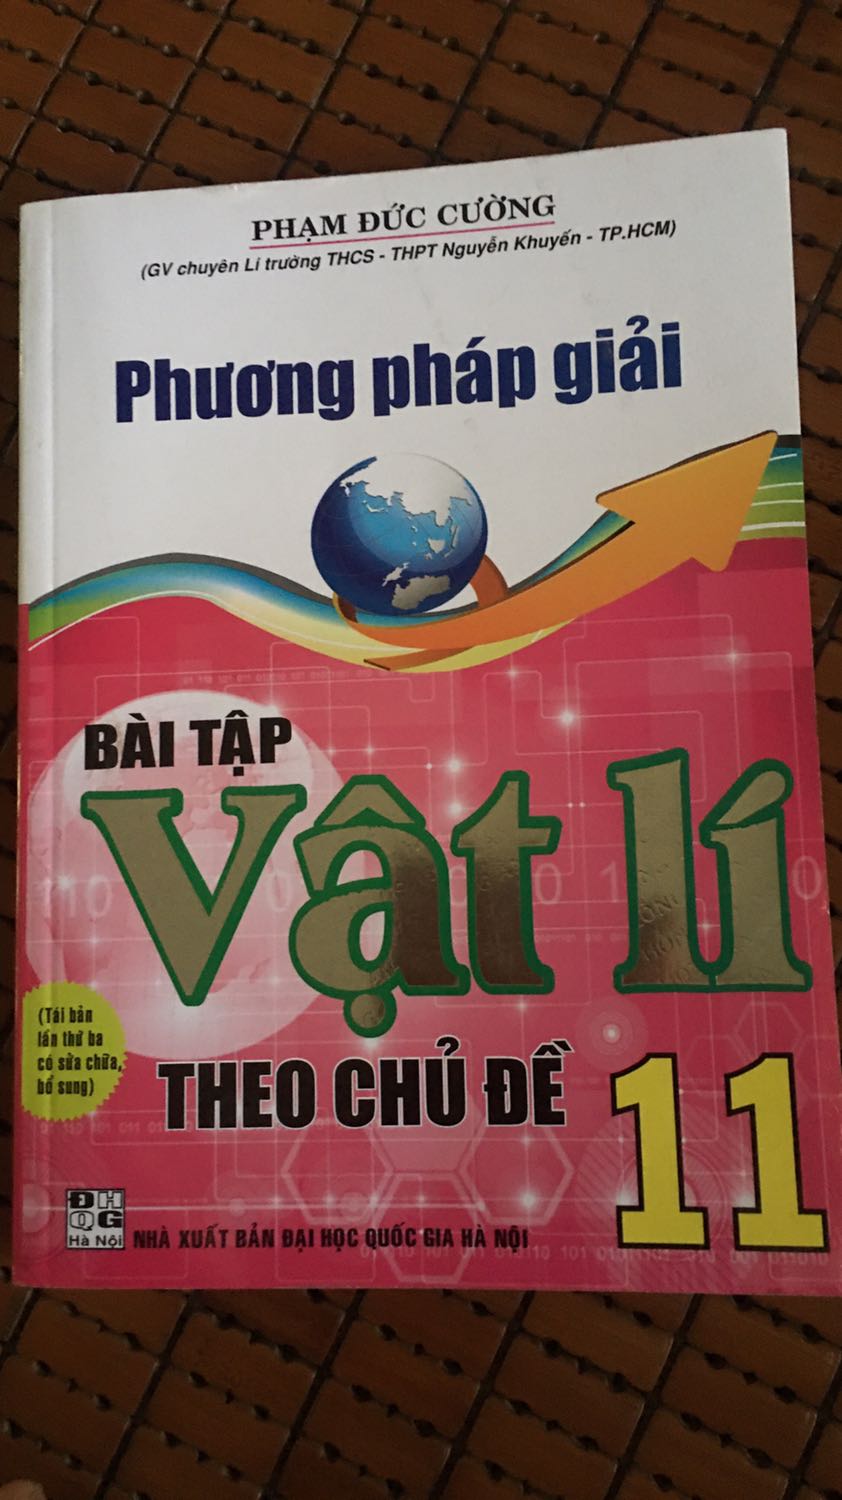 PHẠM ĐỨC CƯỜNG
(GV chuyên Lí trường THCS - THPT Nguyễn Khuyến - TP.HCM)
Phương pháp giải
BÀI TẬP
Vật lí
(Tái bản
lần thứ ba
có sửa chữa,
bổ sung)
THEO CHỦ ĐỀ
11
ĐH
QG
Hà Nội
NHÀ XUẤT BẢN ĐẠI HỌC QUỐC GIA HÀ NỘI